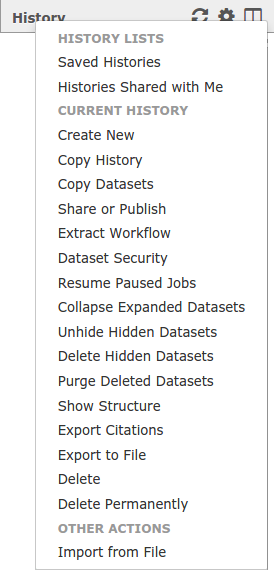 History
HISTORY LISTS
Saved Histories
Histories Shared with Me
CURRENT HISTORY
Create New
Copy History
Copy Datasets
Share or Publish
Extract Workflow
Dataset Security
Resume Paused Jobs
Collapse Expanded Datasets
Unhide Hidden Datasets
Delete Hidden Datasets
Purge Deleted Datasets
Show Structure
Export Citations
Export to File
Delete
Delete Permanently
OTHER ACTIONS
Import from File